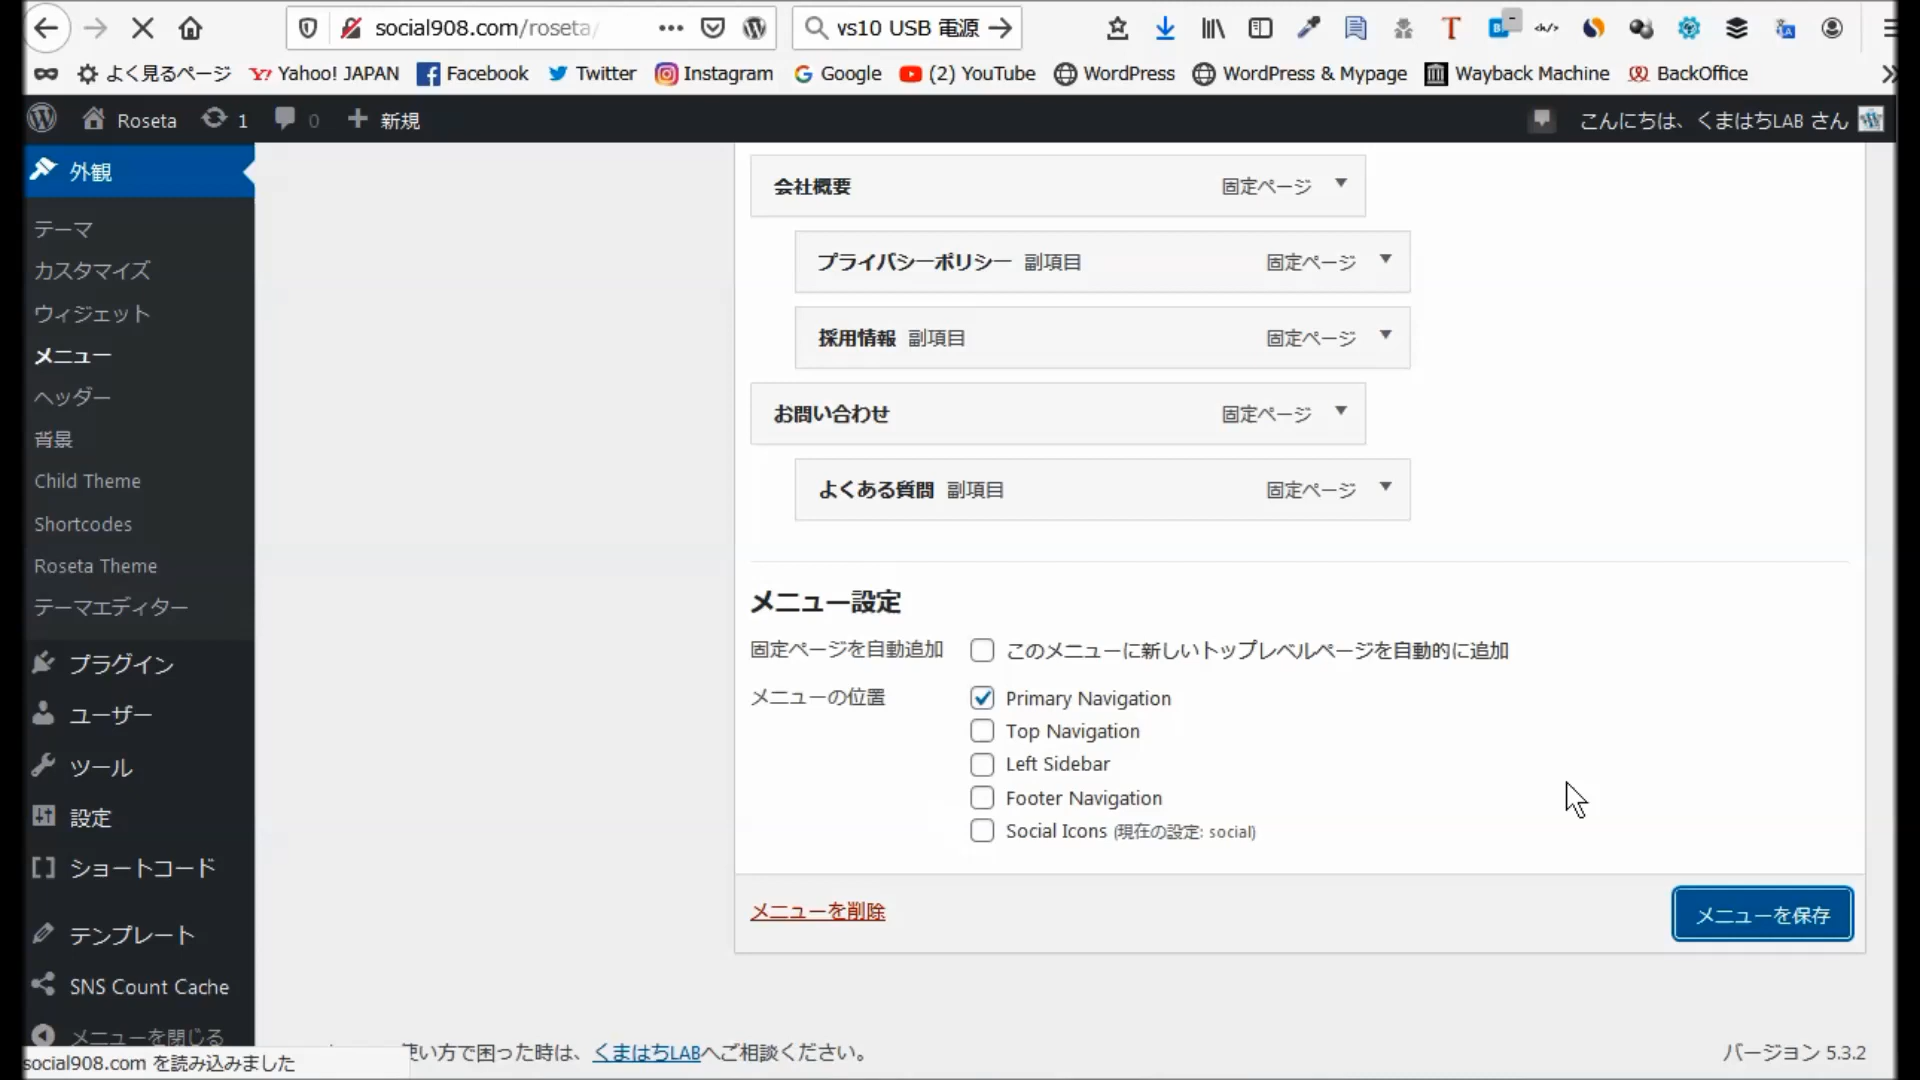 social908.com/roseta/
vs10 USB 電源
よく見るページ
Yahoo! JAPAN
Facebook
Twitter
Instagram
Google
(2) YouTube
WordPress
WordPress & Mypage
Wayback Machine
BackOffice
Roseta
1
0
新規
こんにちは、くまはちLAB さん
外観
テーマ
カスタマイズ
ウィジェット
メニュー
ヘッダー
背景
Child Theme
Shortcodes
Roseta Theme
テーマエディター
プラグイン
ユーザー
ツール
設定
ショートコード
テンプレート
SNS Count Cache
メニューを閉じる
social908.com を読み込みました
会社概要 固定ページ
プライバシーポリシー 副項目 固定ページ
採用情報 副項目 固定ページ
お問い合わせ 固定ページ
よくある質問 副項目 固定ページ
メニュー設定
固定ページを自動追加 このメニューに新しいトップレベルページを自動的に追加
メニューの位置 Primary Navigation
Top Navigation
Left Sidebar
Footer Navigation
Social Icons (現在の設定: social)
メニューを削除
メニューを保存
い方で困った時は、くまはちLABへご相談ください。
バージョン 5.3.2